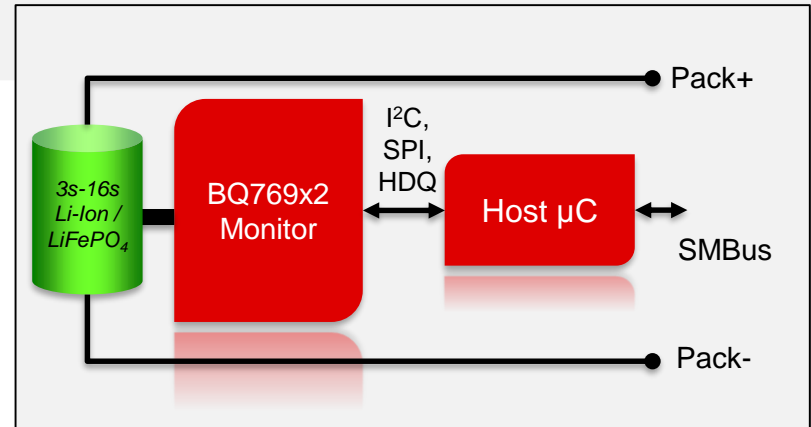 Pack+
I²C,
SPI,
HDQ
3s-16s
Li-Ion /
LiFePO₄
BQ769x2
Monitor
Host µC
SMBus
Pack-